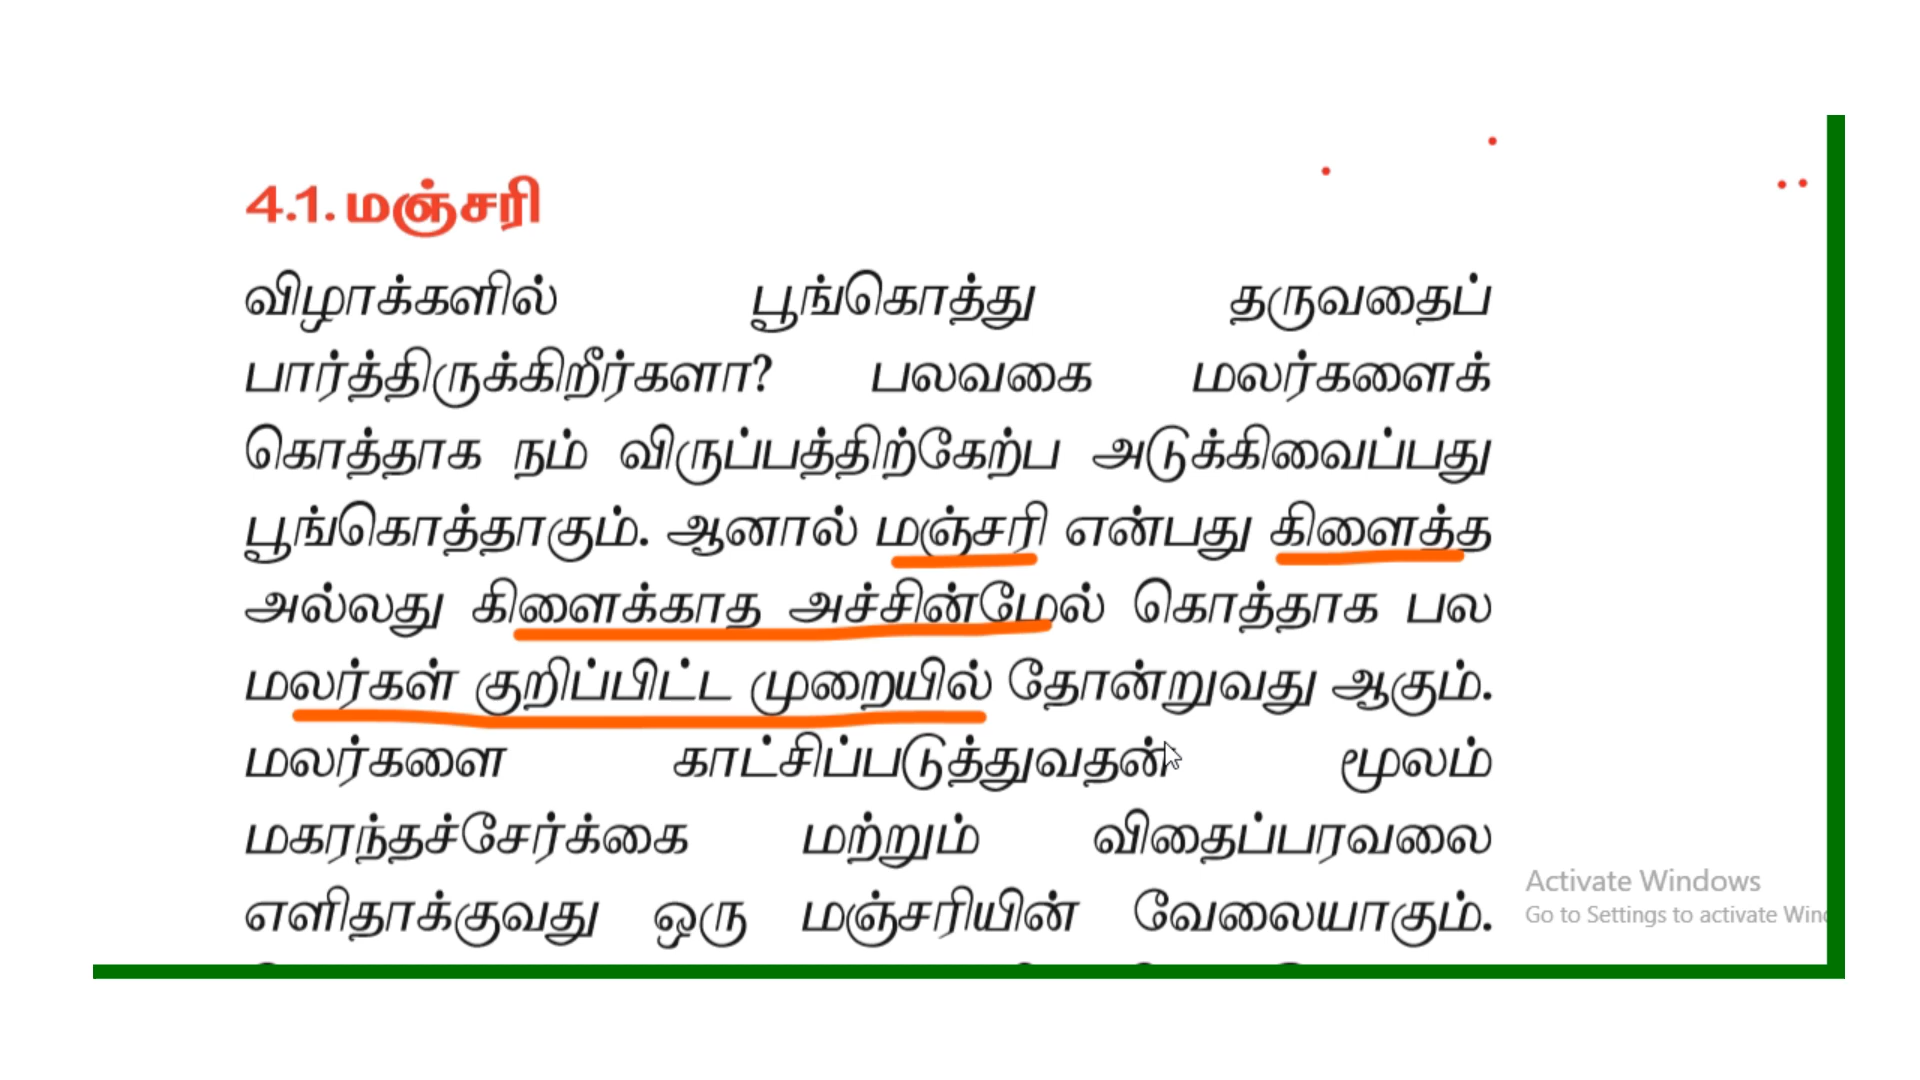 4.1. மஞ்சரி
விழாக்களில் பூங்கொத்து தருவதைப்
பார்த்திருக்கிறீர்களா? பலவகை மலர்களைக்
கொத்தாக நம் விருப்பத்திற்கேற்ப அடுக்கிவைப்பது
பூங்கொத்தாகும். ஆனால் மஞ்சரி என்பது கிளைத்த
அல்லது கிளைக்காத அச்சின்மேல் கொத்தாக பல
மலர்கள் குறிப்பிட்ட முறையில் தோன்றுவது ஆகும்.
மலர்களை காட்சிப்படுத்துவதன் மூலம்
மகரந்தச்சேர்க்கை மற்றும் விதைப்பரவலை
எளிதாக்குவது ஒரு மஞ்சரியின் வேலையாகும்.
Activate Windows
Go to Settings to activate Wind